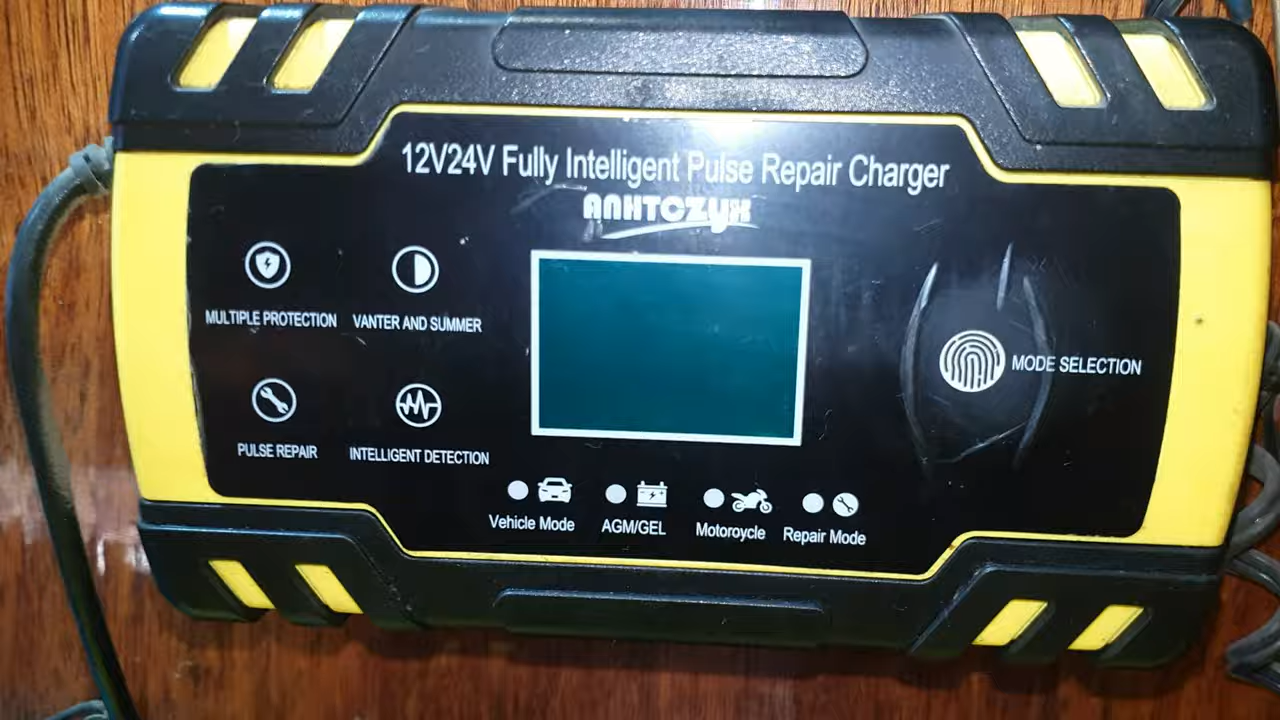 12V24V Fully Intelligent Pulse Repair Charger
ANHTCZYX
MULTIPLE PROTECTION
VANTER AND SUMMER
PULSE REPAIR
INTELLIGENT DETECTION
MODE SELECTION
Vehicle Mode
AGM/GEL
Motoroycle
Repair Mode